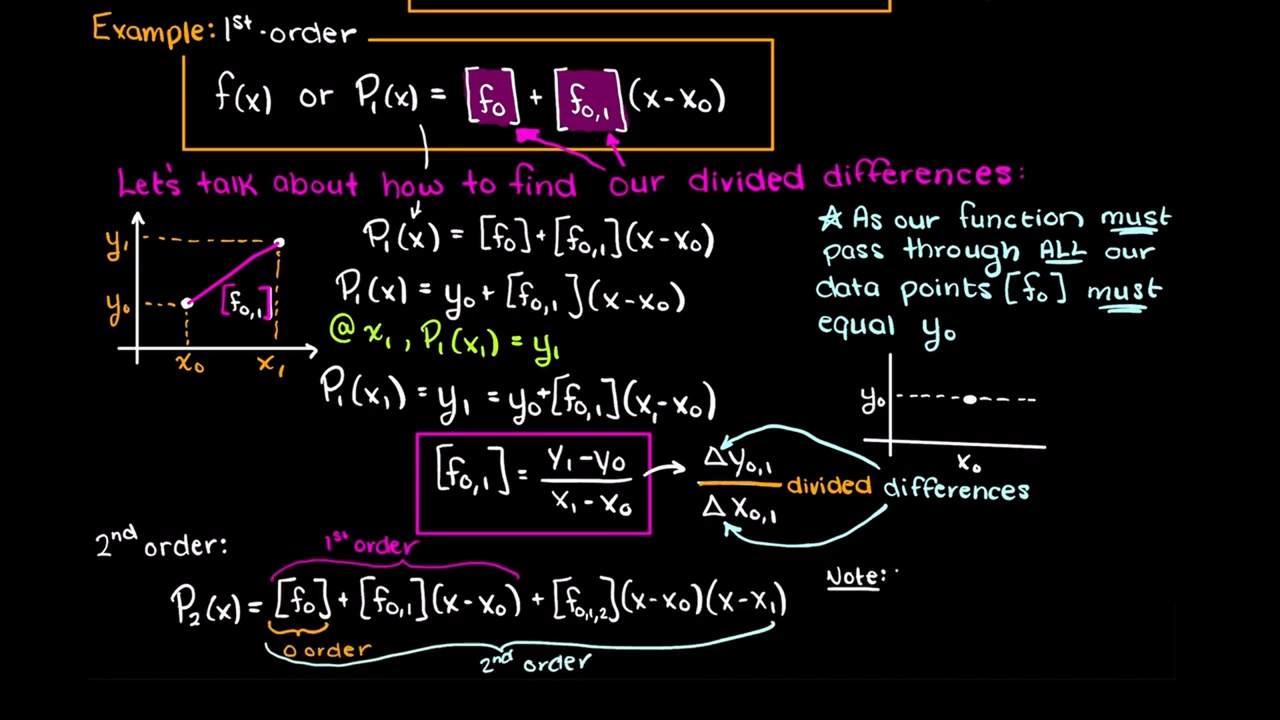 Example: 1st-order
f(x) or P₁(x) = [f₀] + [f₀,₁](x-x₀)
Let's talk about how to find our divided differences:
y₁
y₀
[f₀,₁]
x₀ x₁
P₁(x) = [f₀]+[f₀,₁](x-x₀)
P₁(x) = y₀+[f₀,₁](x-x₀)
@ x₁, P₁(x₁) = y₁
P₁(x₁) = y₁ = y₀+[f₀,₁](x₁-x₀)
[f₀,₁] = (y₁-y₀)/(x₁-x₀) → Δy₀,₁/Δx₀,₁ divided differences
★ As our function must
pass through ALL our
data points [f₀] must
equal y₀
y₀
x₀
2nd order:
1st order
P₂(x) = [f₀]+[f₀,₁](x-x₀)+[f₀,₁,₂](x-x₀)(x-x₁)
0 order
2nd order
Note: